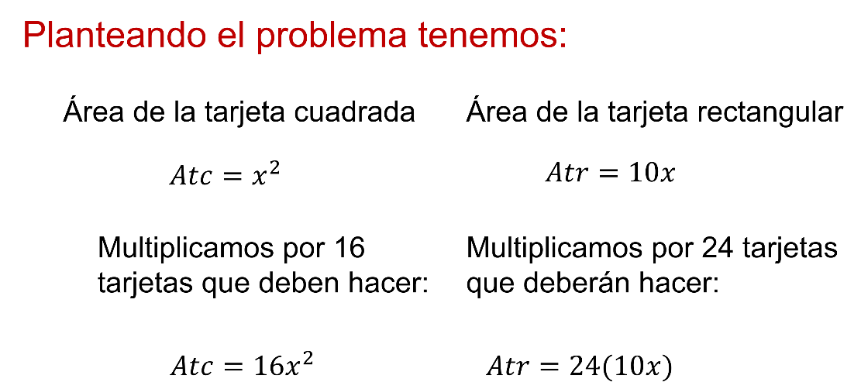 Planteando el problema tenemos:
Área de la tarjeta cuadrada
Atc = x²
Multiplicamos por 16
tarjetas que deben hacer:
Atc = 16x²
Área de la tarjeta rectangular
Atr = 10x
Multiplicamos por 24 tarjetas
que deberán hacer:
Atr = 24(10x)